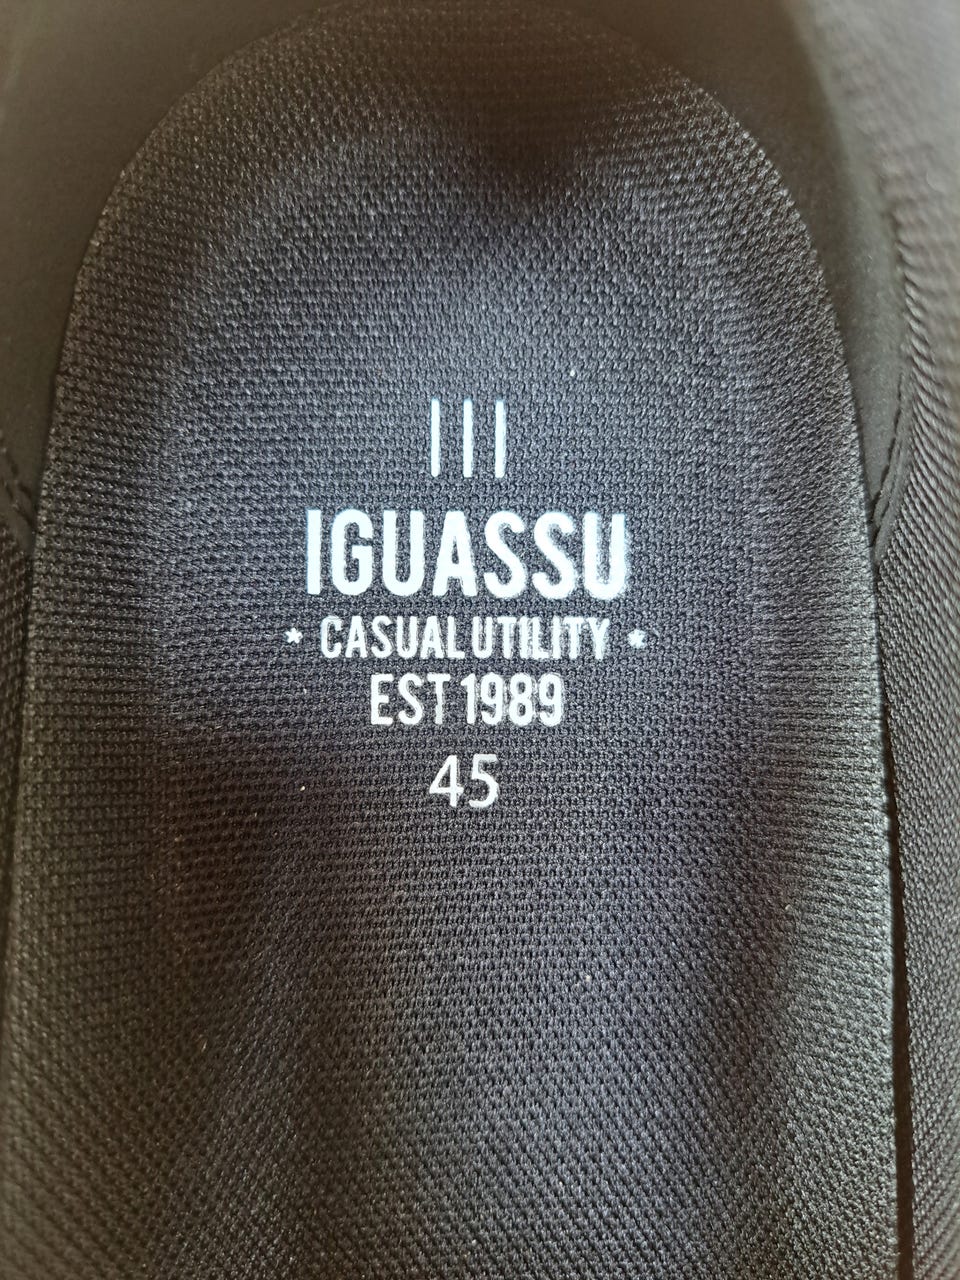 III
IGUASSU
* CASUAL UTILITY *
EST 1989
45